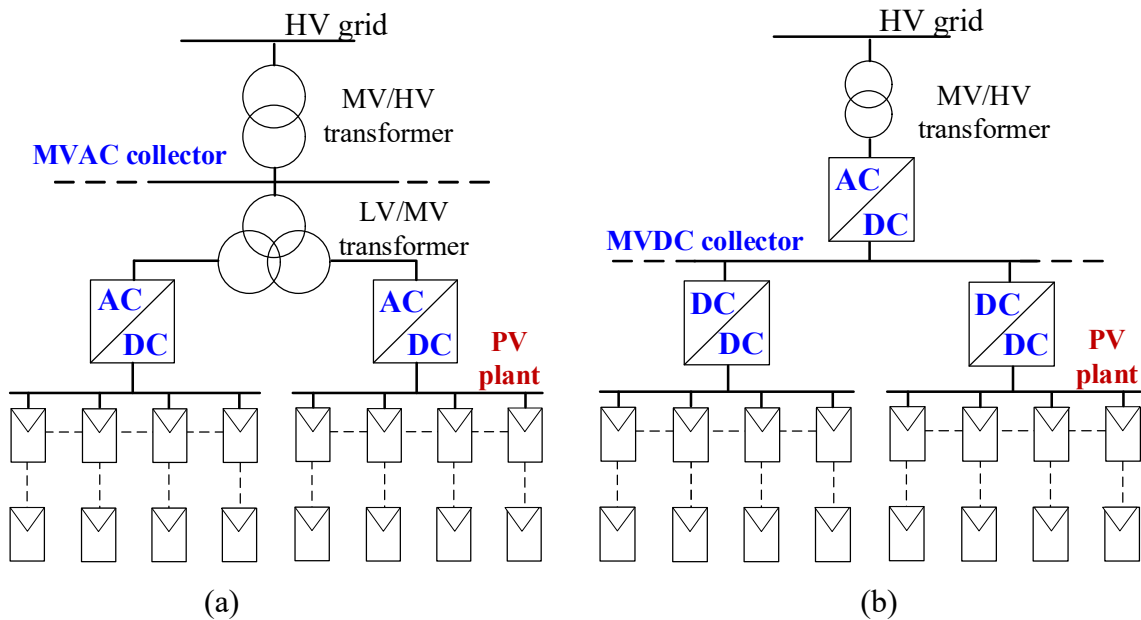 HV grid
MV/HV
transformer
MVAC collector
LV/MV
transformer
AC
DC
AC
DC
PV
plant
(a)
HV grid
MV/HV
transformer
AC
DC
MVDC collector
DC
DC
DC
DC
PV
plant
(b)